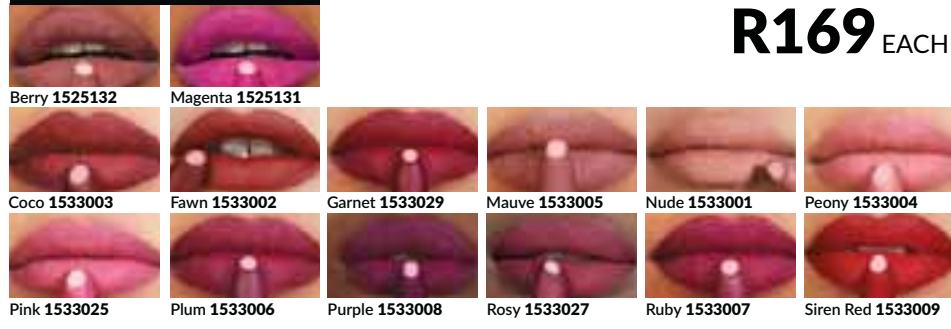 R169 EACH
Berry 1525132
Magenta 1525131
Coco 1533003
Fawn 1533002
Garnet 1533029
Mauve 1533005
Nude 1533001
Peony 1533004
Pink 1533025
Plum 1533006
Purple 1533008
Rosy 1533027
Ruby 1533007
Siren Red 1533009